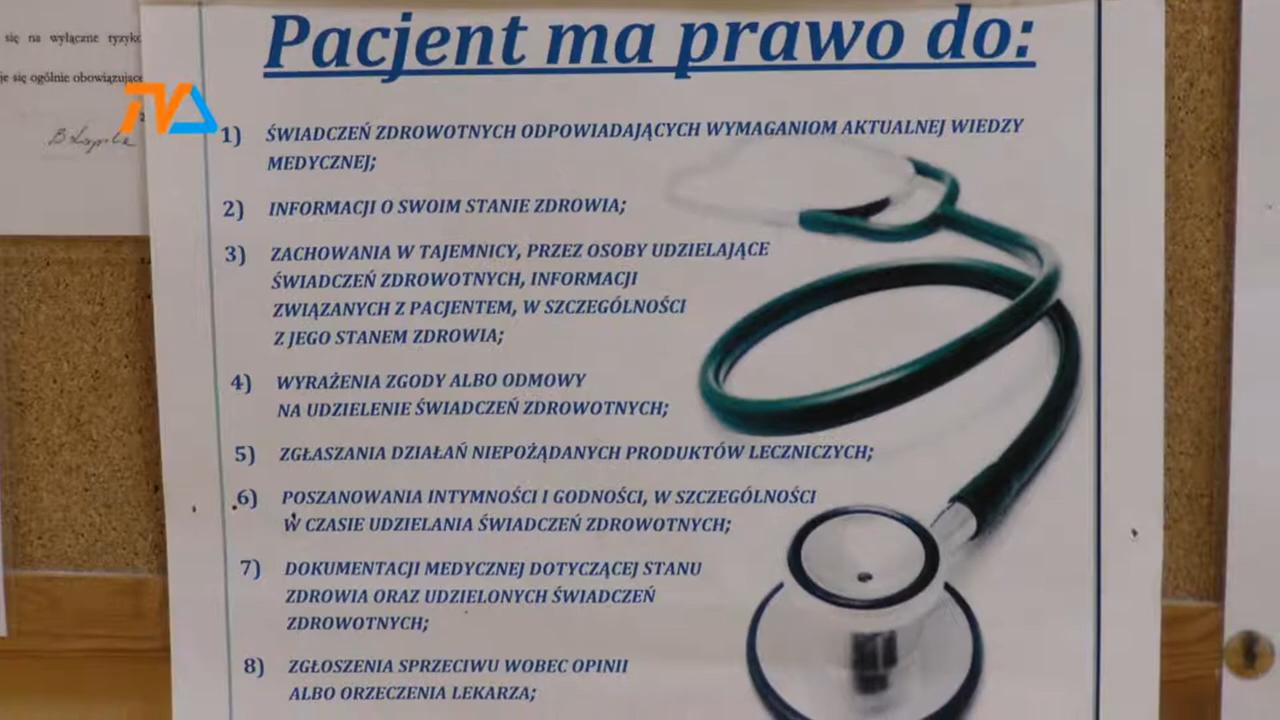 się na wyłączne
je się ogólnie obowiązujące
TVA
Pacjent ma prawo do:
1) ŚWIADCZEŃ ZDROWOTNYCH ODPOWIADAJĄCYCH WYMAGANIOM AKTUALNEJ WIEDZY
MEDYCZNEJ;
2) INFORMACJI O SWOIM STANIE ZDROWIA;
3) ZACHOWANIA W TAJEMNICY, PRZEZ OSOBY UDZIELAJĄCE
ŚWIADCZEŃ ZDROWOTNYCH, INFORMACJI
ZWIĄZANYCH Z PACJENTEM, W SZCZEGÓLNOŚCI
Z JEGO STANEM ZDROWIA;
4) WYRAŻENIA ZGODY ALBO ODMOWY
NA UDZIELENIE ŚWIADCZEŃ ZDROWOTNYCH;
5) ZGŁASZANIA DZIAŁAŃ NIEPOŻĄDANYCH PRODUKTÓW LECZNICZYCH;
6) POSZANOWANIA INTYMNOŚCI I GODNOŚCI, W SZCZEGÓLNOŚCI
W CZASIE UDZIELANIA ŚWIADCZEŃ ZDROWOTNYCH;
7) DOKUMENTACJI MEDYCZNEJ DOTYCZĄCEJ STANU
ZDROWIA ORAZ UDZIELONYCH ŚWIADCZEŃ
ZDROWOTNYCH;
8) ZGŁOSZENIA SPRZECIWU WOBEC OPINII
ALBO ORZECZENIA LEKARZA;